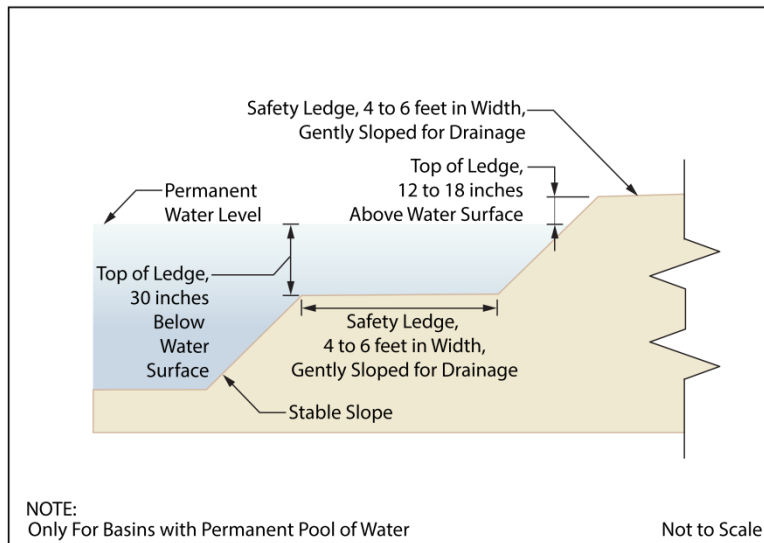 Safety Ledge, 4 to 6 feet in Width,
Gently Sloped for Drainage
Top of Ledge,
12 to 18 inches
Above Water Surface
Permanent
Water Level
Top of Ledge,
30 inches
Below
Water
Surface
Safety Ledge,
4 to 6 feet in Width,
Gently Sloped for Drainage
Stable Slope
NOTE:
Only For Basins with Permanent Pool of Water
Not to Scale